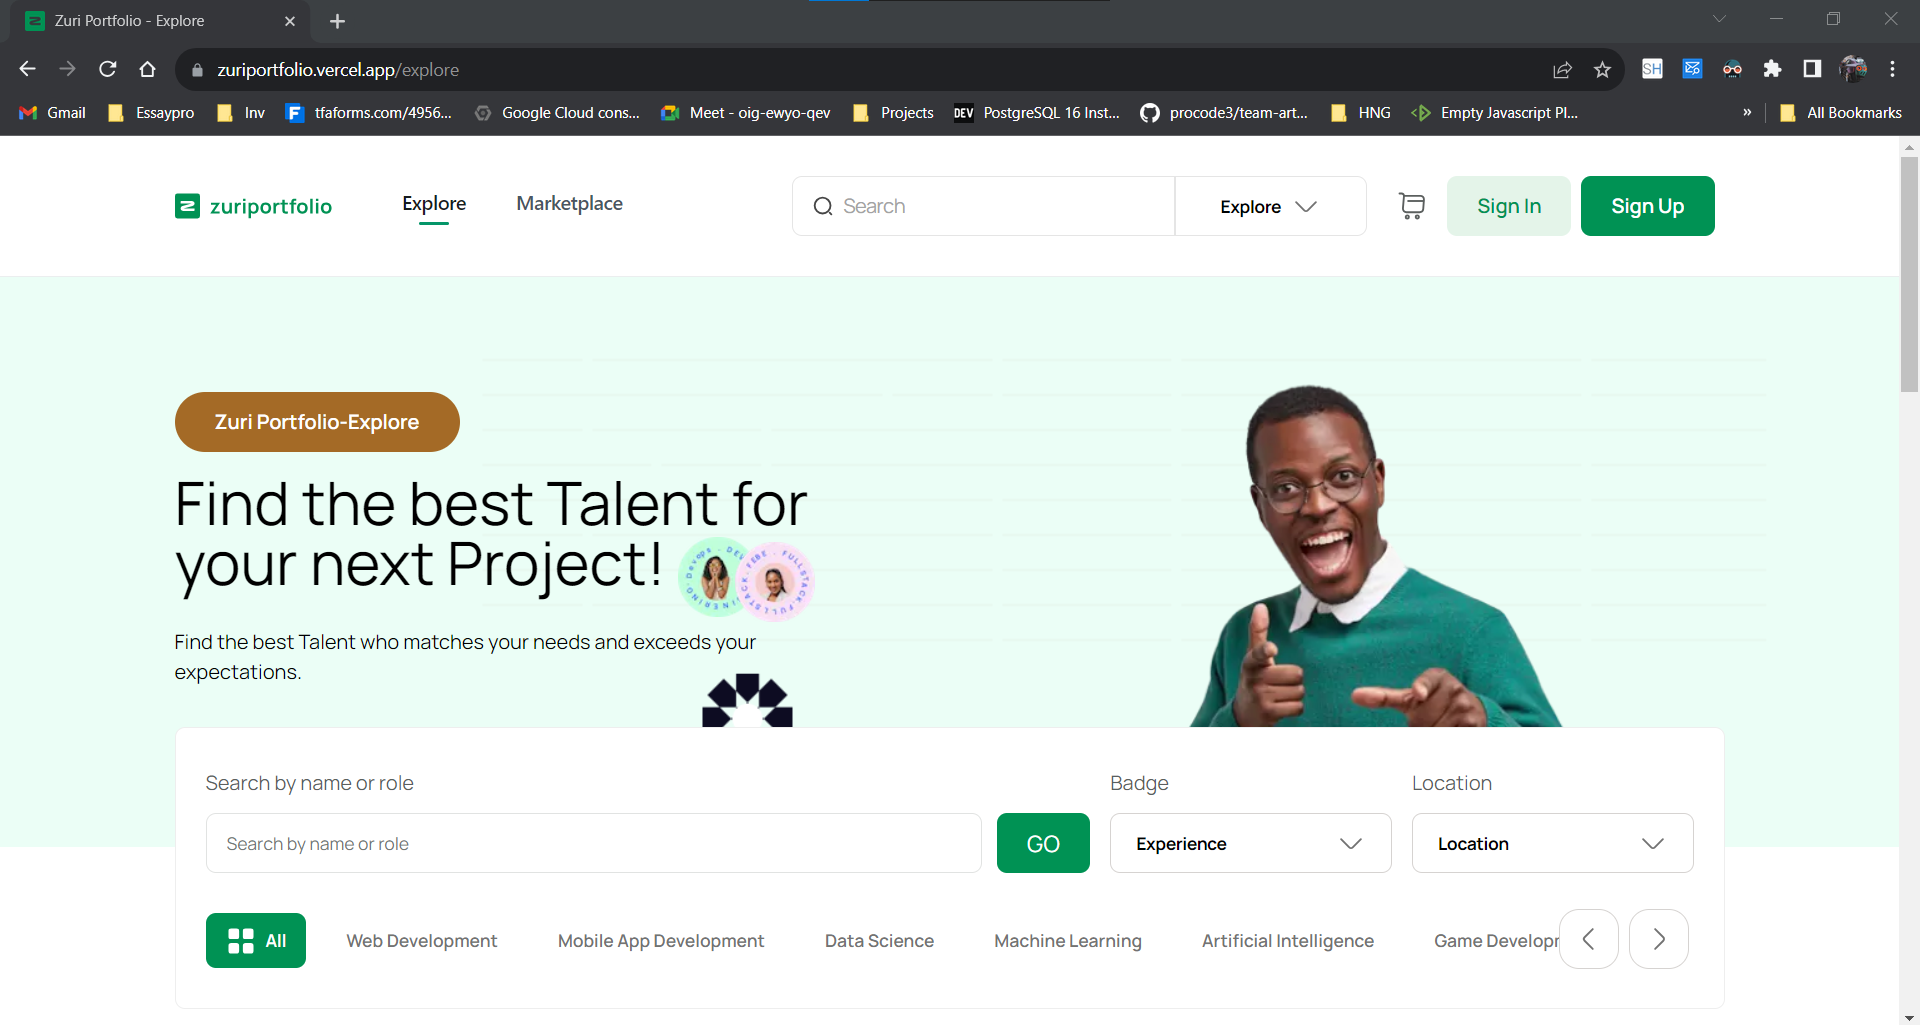 Zuri Portfolio - Explore
zuriportfolio.vercel.app/explore
SH
Gmail
Essaypro
Inv
F
tfaforms.com/4956...
Google Cloud cons...
Meet - oig-ewyo-qev
Projects
DEV
PostgreSQL 16 Inst...
procode3/team-art...
HNG
Empty Javascript Pl...
»
All Bookmarks
zuriportfolio
Explore
Marketplace
Search
Explore
Sign In
Sign Up
Zuri Portfolio-Explore
Find the best Talent for
your next Project!
Find the best Talent who matches your needs and exceeds your
expectations.
Search by name or role
Badge
Location
Search by name or role
GO
Experience
Location
All
Web Development
Mobile App Development
Data Science
Machine Learning
Artificial Intelligence
Game Develop